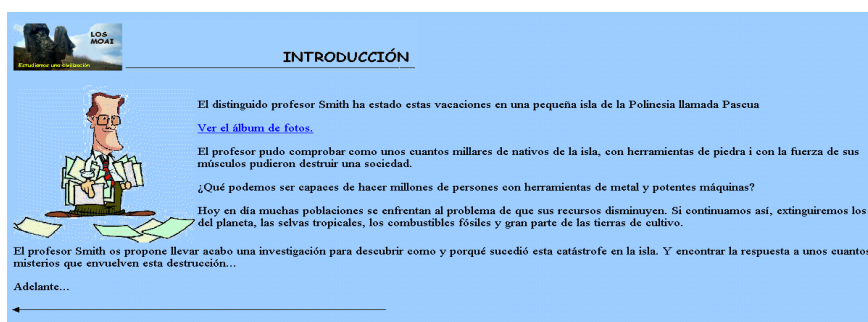 LOS
MOAI
Estudiamos una civilización
INTRODUCCIÓN
El distinguido profesor Smith ha estado estas vacaciones en una pequeña isla de la Polinesia llamada Pascua
Ver el álbum de fotos.
El profesor pudo comprobar como unos cuantos millares de nativos de la isla, con herramientas de piedra i con la fuerza de sus
músculos pudieron destruir una sociedad.
¿Qué podemos ser capaces de hacer millones de persones con herramientas de metal y potentes máquinas?
Hoy en día muchas poblaciones se enfrentan al problema de que sus recursos disminuyen. Si continuamos así, extinguiremos los
del planeta, las selvas tropicales, los combustibles fósiles y gran parte de las tierras de cultivo.
El profesor Smith os propone llevar acabo una investigación para descubrir como y porqué sucedió esta catástrofe en la isla. Y encontrar la respuesta a unos cuantos
misterios que envuelven esta destrucción...
Adelante...